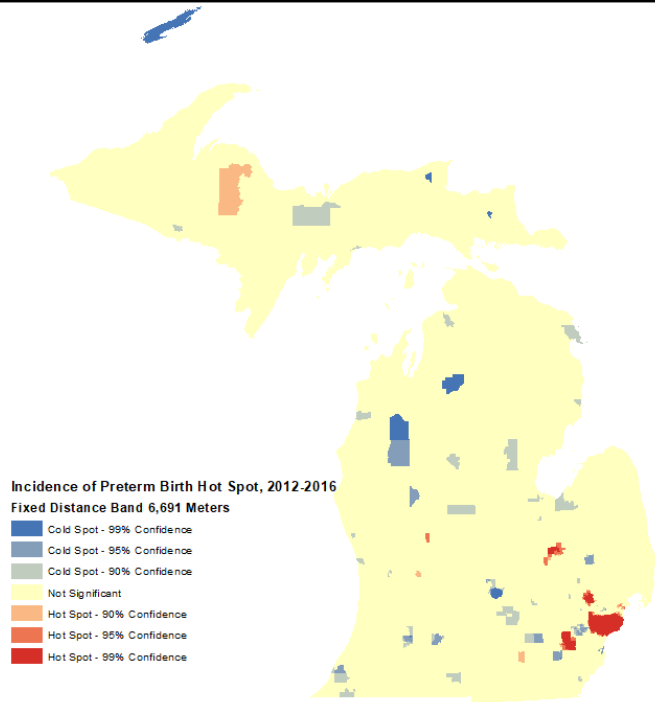 Incidence of Preterm Birth Hot Spot, 2012-2016
Fixed Distance Band 6,691 Meters
Cold Spot - 99% Confidence
Cold Spot - 95% Confidence
Cold Spot - 90% Confidence
Not Significant
Hot Spot - 90% Confidence
Hot Spot - 95% Confidence
Hot Spot - 99% Confidence